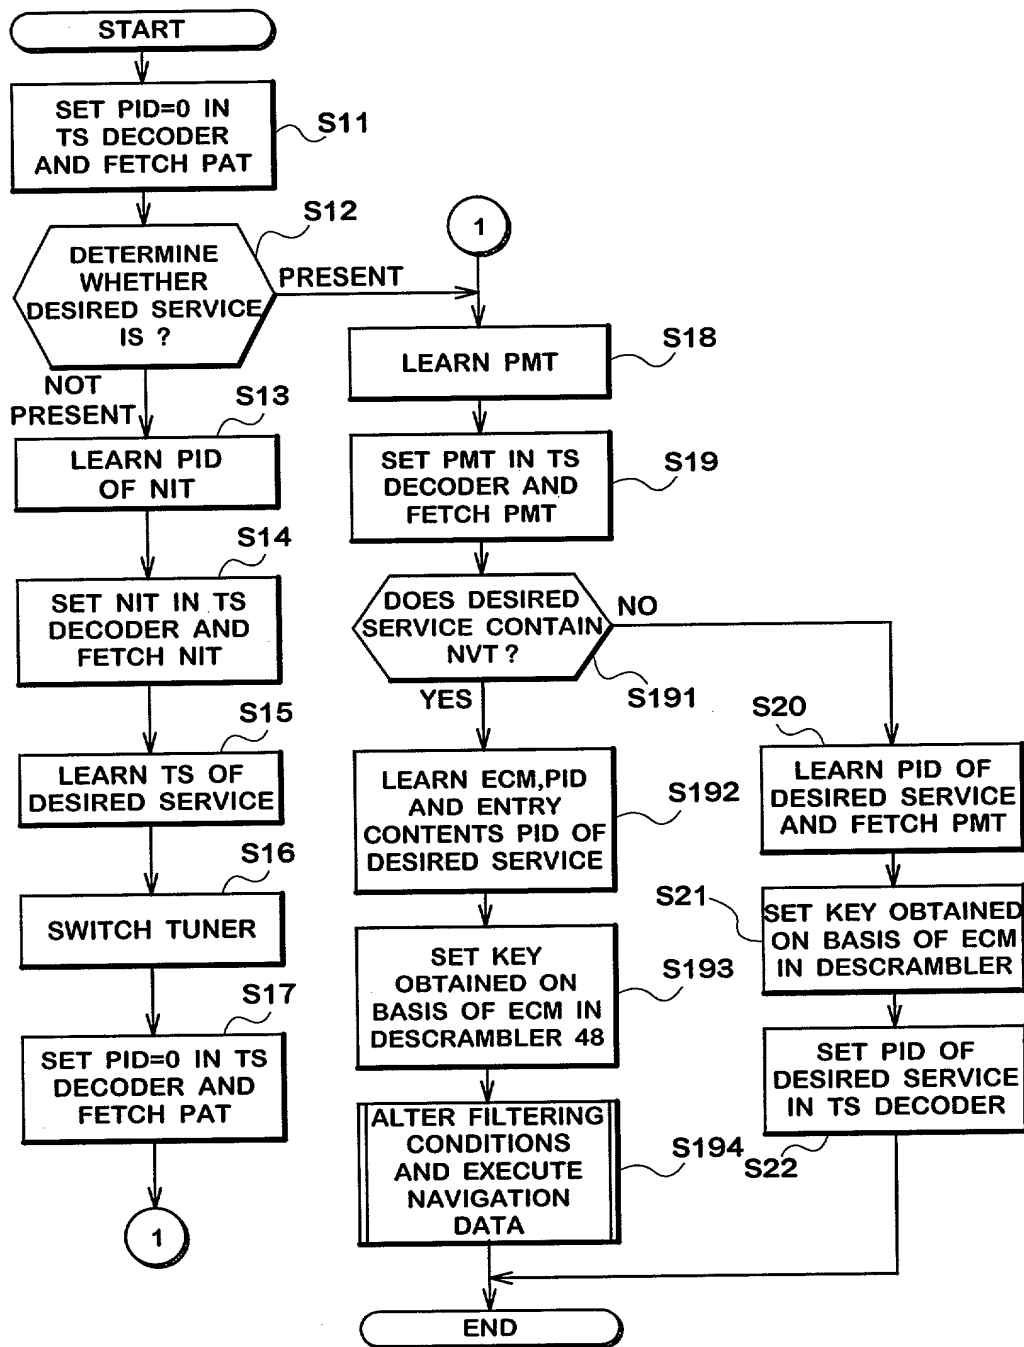 START
SET PID=0 IN
TS DECODER
AND FETCH PAT
S11
S12
DETERMINE
WHETHER
DESIRED SERVICE
IS ?
PRESENT
NOT
PRESENT
S13
LEARN PID
OF NIT
S14
SET NIT IN TS
DECODER AND
FETCH NIT
S15
LEARN TS OF
DESIRED SERVICE
S16
SWITCH TUNER
S17
SET PID=0 IN TS
DECODER AND
FETCH PAT
1
1
S18
LEARN PMT
S19
SET PMT IN TS
DECODER AND
FETCH PMT
DOES DESIRED
SERVICE CONTAIN
NVT ?
NO
S191
YES
LEARN ECM,PID
AND ENTRY
CONTENTS PID OF
DESIRED SERVICE
S192
SET KEY
OBTAINED ON
BASIS OF ECM IN
DESCRAMBLER 48
S193
ALTER FILTERING
CONDITIONS
AND EXECUTE
NAVIGATION
DATA
S194
S20
LEARN PID OF
DESIRED SERVICE
AND FETCH PMT
S21
SET KEY OBTAINED
ON BASIS OF ECM
IN DESCRAMBLER
SET PID OF
DESIRED SERVICE
IN TS DECODER
S22
END